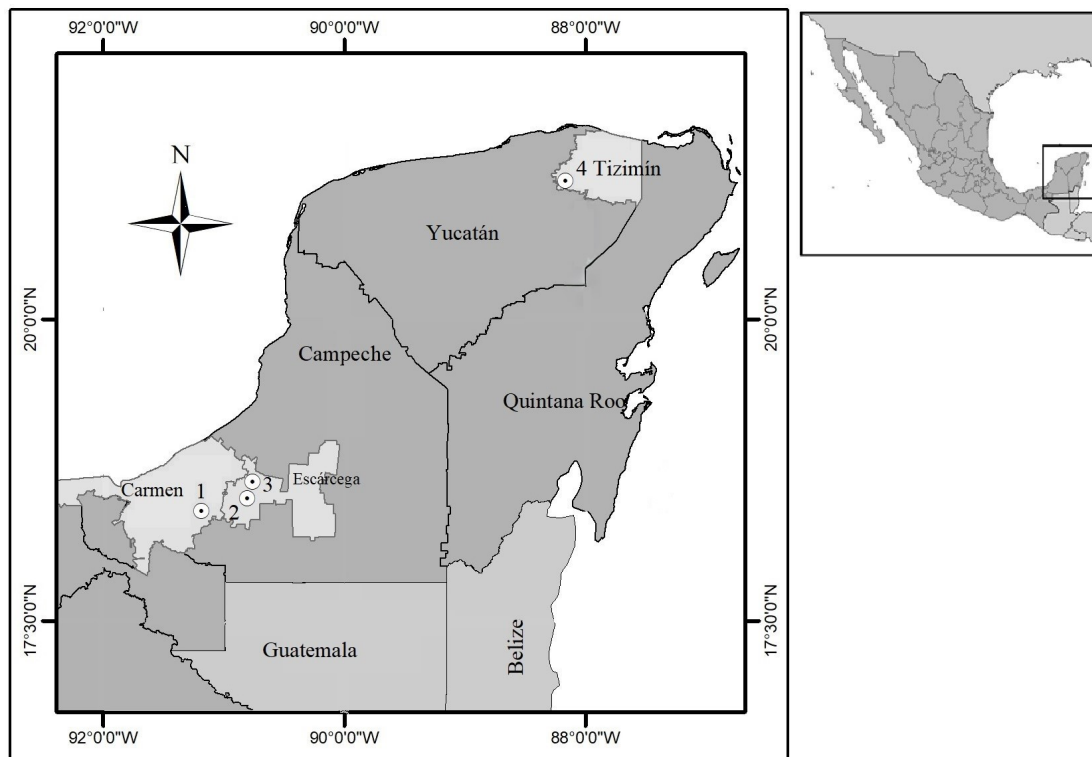 92°0'0"W 90°0'0"W 88°0'0"W
N
4 Tizimín
Yucatán
20°0'0"N
20°0'0"N
Campeche
Quintana Roo
Carmen
1
2
3
Escárcega
17°30'0"N
17°30'0"N
Guatemala
Belize
92°0'0"W 90°0'0"W 88°0'0"W